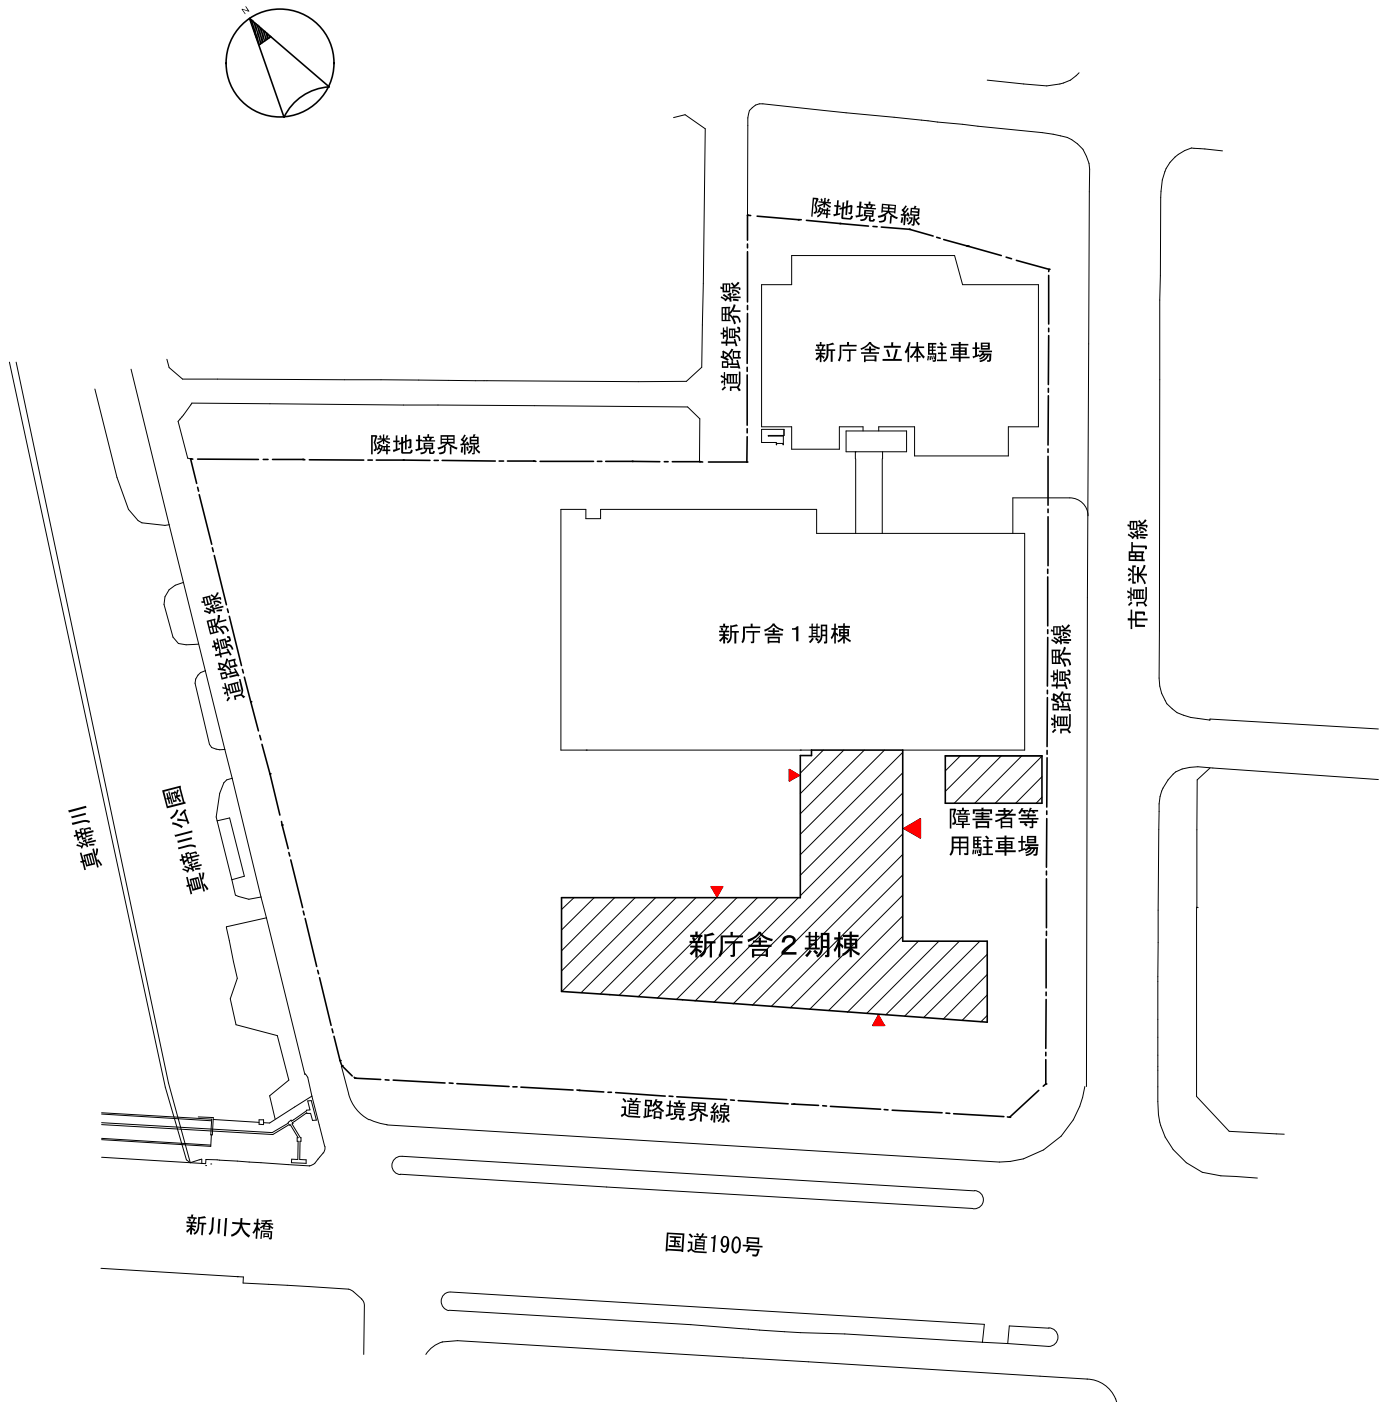 N
隣地境界線
道路境界線
新庁舎立体駐車場
隣地境界線
市道栄町線
道路境界線
新庁舎１期棟
道路境界線
真締川
真締川公園
障害者等
用駐車場
新庁舎２期棟
道路境界線
新川大橋
国道190号